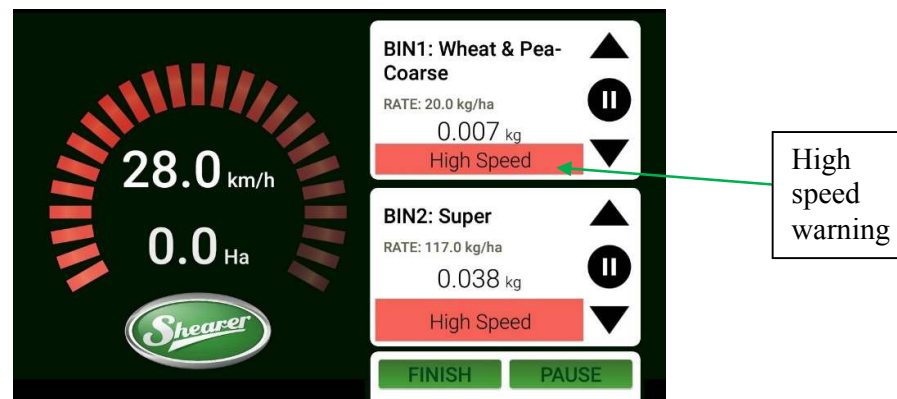 28.0 km/h
0.0 Ha
Shearer
BIN1: Wheat & Pea-
Coarse
RATE: 20.0 kg/ha
0.007 kg
High Speed
BIN2: Super
RATE: 117.0 kg/ha
0.038 kg
High Speed
FINISH PAUSE
High
speed
warning